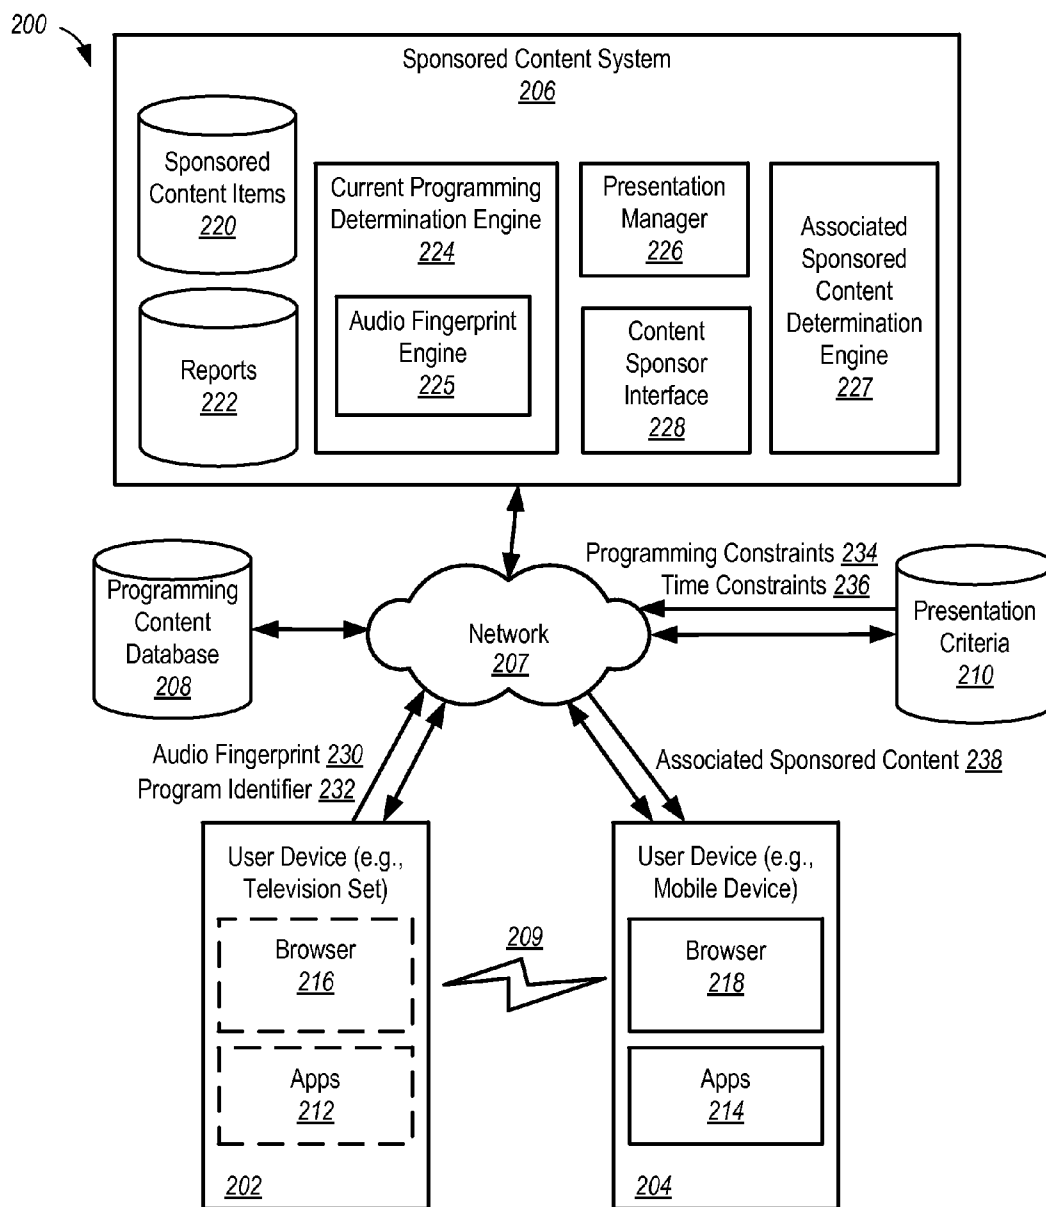 200
Sponsored Content System
206
Sponsored
Content Items
220
Reports
222
Current Programming
Determination Engine
224
Audio Fingerprint
Engine
225
Presentation
Manager
226
Content
Sponsor
Interface
228
Associated
Sponsored
Content
Determination
Engine
227
Programming
Content
Database
208
Network
207
Programming Constraints 234
Time Constraints 236
Presentation
Criteria
210
Audio Fingerprint 230
Program Identifier 232
Associated Sponsored Content 238
User Device (e.g.,
Television Set)
Browser
216
Apps
212
202
209
User Device (e.g.,
Mobile Device)
Browser
218
Apps
214
204